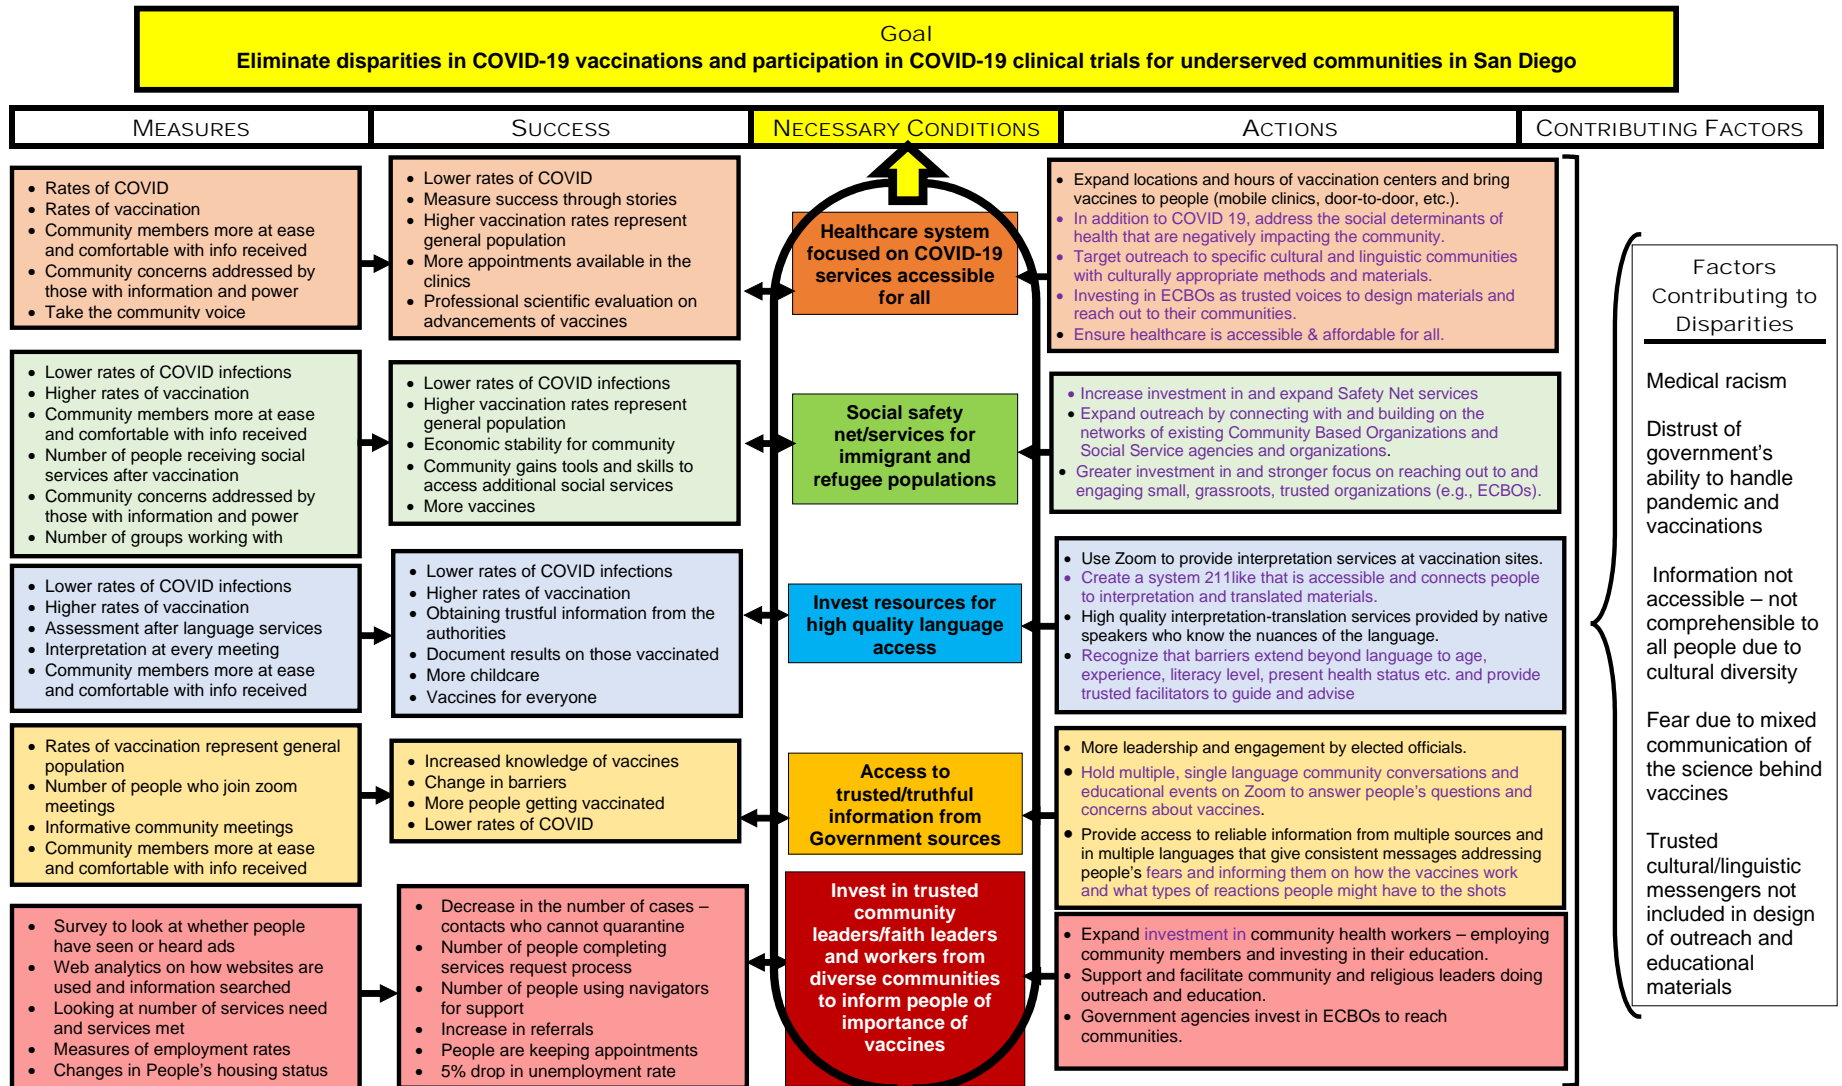 Goal
Eliminate disparities in COVID-19 vaccinations and participation in COVID-19 clinical trials for underserved communities in San Diego
MEASURES
SUCCESS
NECESSARY CONDITIONS
ACTIONS
CONTRIBUTING FACTORS
• Rates of COVID
• Rates of vaccination
• Community members more at ease
and comfortable with info received
• Community concerns addressed by
those with information and power
• Take the community voice
• Lower rates of COVID
• Measure success through stories
• Higher vaccination rates represent
general population
• More appointments available in the
clinics
• Professional scientific evaluation on
advancements of vaccines
Healthcare system
focused on COVID-19
services accessible
for all
• Expand locations and hours of vaccination centers and bring
vaccines to people (mobile clinics, door-to-door, etc.).
• In addition to COVID 19, address the social determinants of
health that are negatively impacting the community.
• Target outreach to specific cultural and linguistic communities
with culturally appropriate methods and materials.
• Investing in ECBOs as trusted voices to design materials and
reach out to their communities.
• Ensure healthcare is accessible & affordable for all.
• Lower rates of COVID infections
• Higher rates of vaccination
• Community members more at ease
and comfortable with info received
• Number of people receiving social
services after vaccination
• Community concerns addressed by
those with information and power
• Number of groups working with
• Lower rates of COVID infections
• Higher vaccination rates represent
general population
• Economic stability for community
• Community gains tools and skills to
access additional social services
• More vaccines
Social safety
net/services for
immigrant and
refugee populations
• Increase investment in and expand Safety Net services
• Expand outreach by connecting with and building on the
networks of existing Community Based Organizations and
Social Service agencies and organizations.
• Greater investment in and stronger focus on reaching out to and
engaging small, grassroots, trusted organizations (e.g., ECBOs).
• Lower rates of COVID infections
• Higher rates of vaccination
• Assessment after language services
• Interpretation at every meeting
• Community members more at ease
and comfortable with info received
• Lower rates of COVID infections
• Higher rates of vaccination
• Obtaining trustful information from the
authorities
• Document results on those vaccinated
• More childcare
• Vaccines for everyone
Invest resources for
high quality language
access
• Use Zoom to provide interpretation services at vaccination sites.
• Create a system 211like that is accessible and connects people
to interpretation and translated materials.
• High quality interpretation-translation services provided by native
speakers who know the nuances of the language.
• Recognize that barriers extend beyond language to age,
experience, literacy level, present health status etc. and provide
trusted facilitators to guide and advise
• Rates of vaccination represent general
population
• Number of people who join zoom
meetings
• Informative community meetings
• Community members more at ease
and comfortable with info received
• Increased knowledge of vaccines
• Change in barriers
• More people getting vaccinated
• Lower rates of COVID
Access to
trusted/truthful
information from
Government sources
• More leadership and engagement by elected officials.
• Hold multiple, single language community conversations and
educational events on Zoom to answer people's questions and
concerns about vaccines.
• Provide access to reliable information from multiple sources and
in multiple languages that give consistent messages addressing
people's fears and informing them on how the vaccines work
and what types of reactions people might have to the shots
• Survey to look at whether people
have seen or heard ads
• Web analytics on how websites are
used and information searched
• Looking at number of services need
and services met
• Measures of employment rates
• Changes in People's housing status
• Decrease in the number of cases –
contacts who cannot quarantine
• Number of people completing
services request process
• Number of people using navigators
for support
• Increase in referrals
• People are keeping appointments
• 5% drop in unemployment rate
Invest in trusted
community
leaders/faith leaders
and workers from
diverse communities
to inform people of
importance of
vaccines
• Expand investment in community health workers – employing
community members and investing in their education.
• Support and facilitate community and religious leaders doing
outreach and education.
• Government agencies invest in ECBOs to reach
communities.
Factors
Contributing to
Disparities
Medical racism
Distrust of
government's
ability to handle
pandemic and
vaccinations
Information not
accessible – not
comprehensible to
all people due to
cultural diversity
Fear due to mixed
communication of
the science behind
vaccines
Trusted
cultural/linguistic
messengers not
included in design
of outreach and
educational
materials